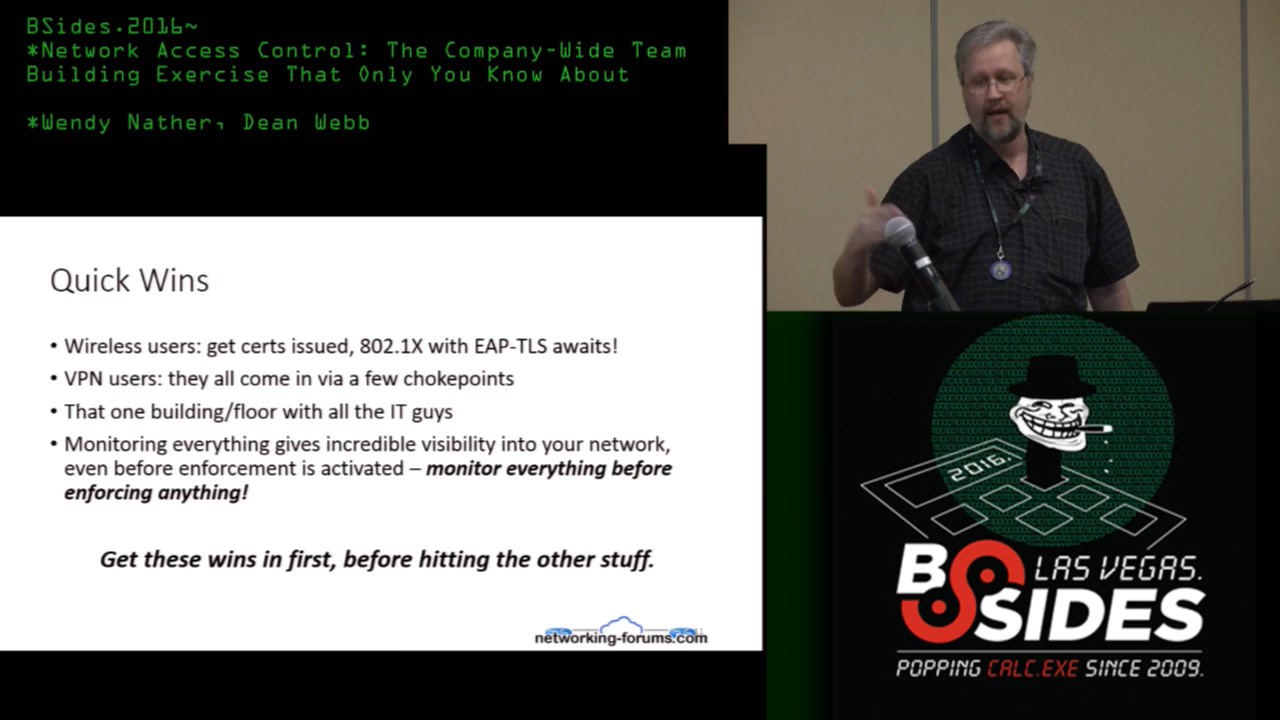 BSides.2016~
*Network Access Control: The Company-Wide Team
Building Exercise That Only You Know About
*Wendy Nather, Dean Webb
Quick Wins
• Wireless users: get certs issued, 802.1X with EAP-TLS awaits!
• VPN users: they all come in via a few chokepoints
• That one building/floor with all the IT guys
• Monitoring everything gives incredible visibility into your network,
even before enforcement is activated – monitor everything before
enforcing anything!
Get these wins in first, before hitting the other stuff.
networking-forums.com
2016.
BSIDES
LAS VEGAS.
POPPING CALC.EXE SINCE 2009.